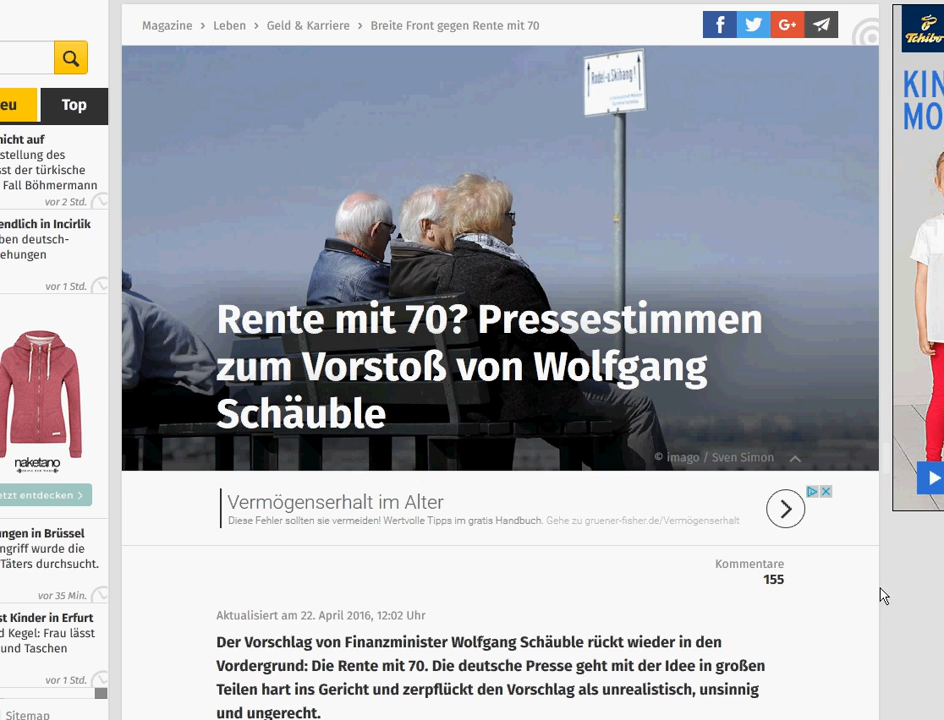 Magazine > Leben > Geld & Karriere > Breite Front gegen Rente mit 70
eu
Top
nicht auf
stellung des
st der türkische
Fall Böhmermann
vor 2 Std.
endlich in Incirlik
ben deutsch-
ehungen
vor 1 Std.
naketano
etzt entdecken >
ngen in Brüssel
ngriff wurde die
Täters durchsucht.
vor 35 Min.
st Kinder in Erfurt
d Kegel: Frau lässt
und Taschen
vor 1 Std.
Sitemap
Rodel- u. Skihang!
Rente mit 70? Pressestimmen
zum Vorstoß von Wolfgang
Schäuble
© imago / Sven Simon
Vermögenserhalt im Alter
Diese Fehler sollten sie vermeiden! Wertvolle Tipps im gratis Handbuch. Gehe zu gruener-fisher.de/Vermögenserhalt
Kommentare
155
Aktualisiert am 22. April 2016, 12:02 Uhr
Der Vorschlag von Finanzminister Wolfgang Schäuble rückt wieder in den
Vordergrund: Die Rente mit 70. Die deutsche Presse geht mit der Idee in großen
Teilen hart ins Gericht und zerpflückt den Vorschlag als unrealistisch, unsinnig
und ungerecht.
Tchibo
KIN
MO